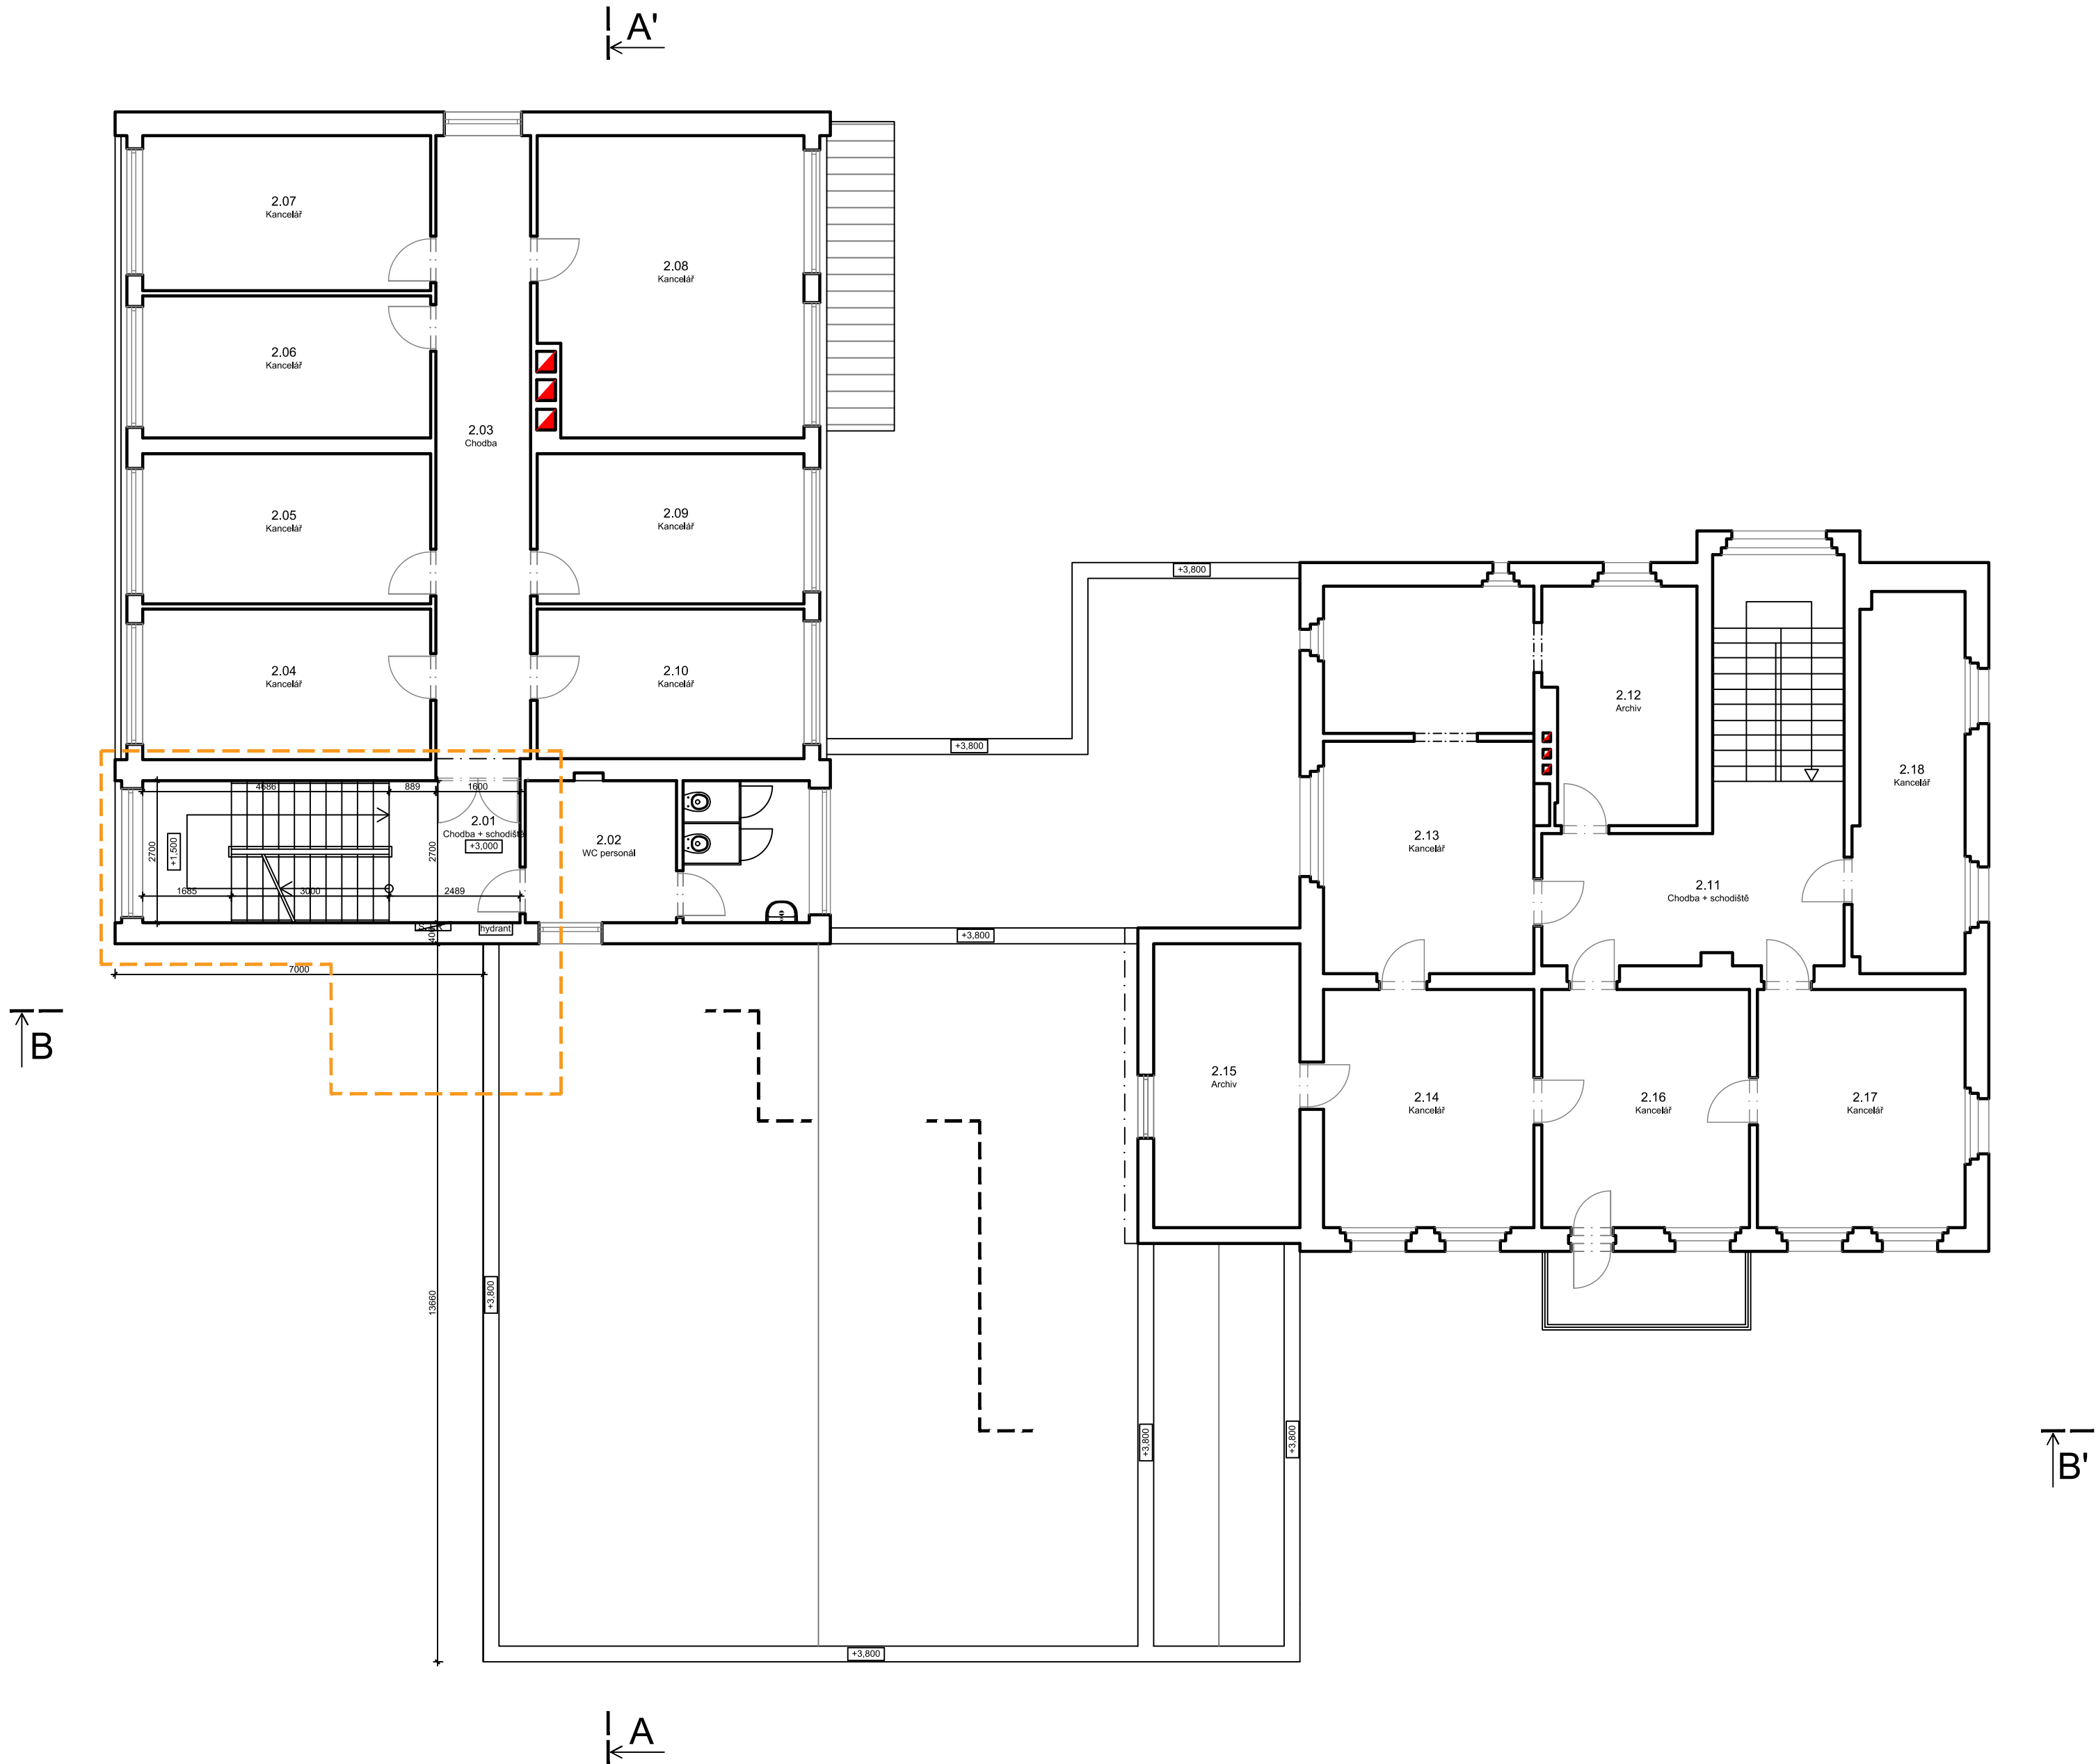 A'
2.07
Kancelář
2.08
Kancelář
2.06
Kancelář
2.03
Chodba
2.05
Kancelář
2.09
Kancelář
+3,800
2.04
Kancelář
2.10
Kancelář
2.12
Archiv
+3,800
2.18
Kancelář
4686
889
1600
2.01
Chodba + schodiště
+3,000
2.02
WC personál
2.13
Kancelář
2700
+1,500
2700
1685
3000
2489
2.11
Chodba + schodiště
hydrant
400
+3,800
7000
B
2.15
Archiv
2.14
Kancelář
2.16
Kancelář
2.17
Kancelář
13660
+3,800
+3,800
+3,800
B'
+3,800
A